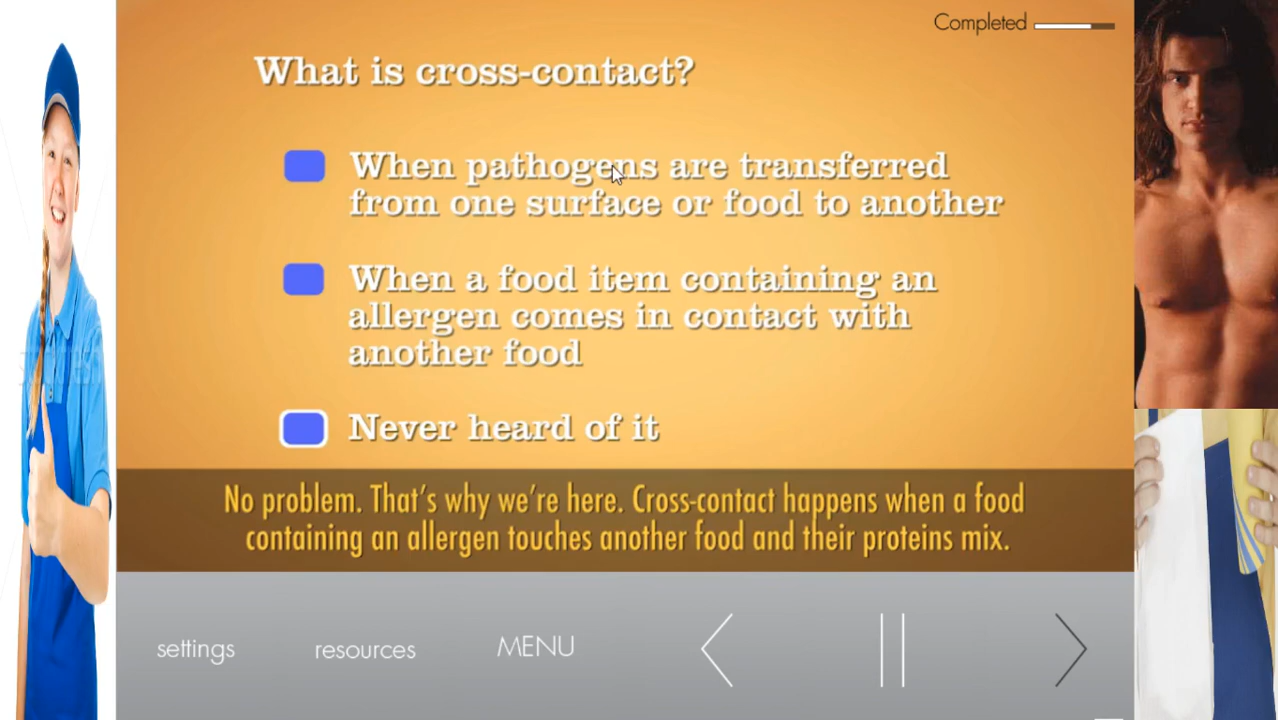 Completed
What is cross-contact?
When pathogens are transferred
from one surface or food to another
When a food item containing an
allergen comes in contact with
another food
Never heard of it
No problem. That's why we're here. Cross-contact happens when a food
containing an allergen touches another food and their proteins mix.
settings
resources
MENU